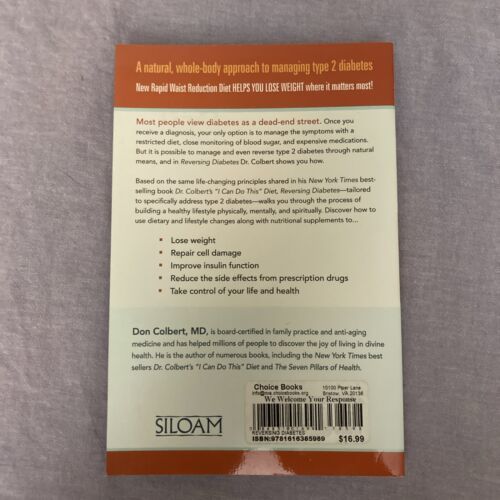 A natural, whole-body approach to managing type 2 diabetes
New Rapid Waist Reduction Diet HELPS YOU LOSE WEIGHT where it matters most!
Most people view diabetes as a dead-end street. Once you
receive a diagnosis, your only option is to manage the symptoms with a
restricted diet, close monitoring of blood sugar, and expensive medications.
But it is possible to manage and even reverse type 2 diabetes through natural
means, and in Reversing Diabetes Dr. Colbert shows you how.
Based on the same life-changing principles shared in his New York Times best-
selling book Dr. Colbert's "I Can Do This" Diet, Reversing Diabetes—tailored
to specifically address type 2 diabetes—walks you through the process of
building a healthy lifestyle physically, mentally, and spiritually. Discover how to
use dietary and lifestyle changes along with nutritional supplements to...
▪ Lose weight
▪ Repair cell damage
▪ Improve insulin function
▪ Reduce the side effects from prescription drugs
▪ Take control of your life and health
Don Colbert, MD, is board-certified in family practice and anti-aging
medicine and has helped millions of people to discover the joy of living in divine
health. He is the author of numerous books, including the New York Times best
sellers Dr. Colbert's "I Can Do This" Diet and The Seven Pillars of Health.
Choice Books 10100 Piper Lane
Bristow, VA 20136
We Welcome Your Response
REVERSING DIABETES
ISBN:9781616385989 $16.99
SILOAM